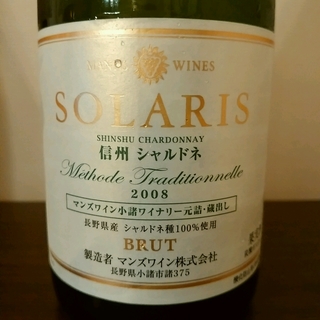 MANNS WINES
SOLARIS
SHINSHU CHARDONNAY
信州 シャルドネ
Méthode Traditionnelle
2008
マンズワイン小諸ワイナリー元詰・蔵出し
長野県産 シャルドネ種100%使用
BRUT
製造者 マンズワイン株式会社
長野県小諸市諸375